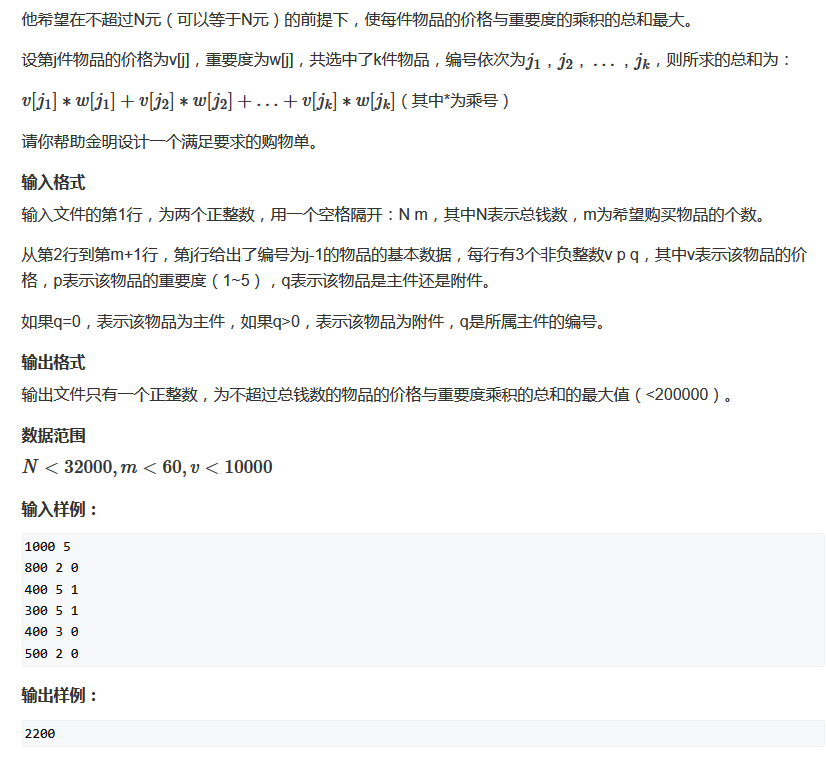 他希望在不超过N元（可以等于N元）的前提下，使每件物品的价格与重要度的乘积的总和最大。
设第j件物品的价格为v[j]，重要度为w[j]，共选中了k件物品，编号依次为j₁，j₂，…，jₖ，则所求的总和为：
v[j₁]*w[j₁]+v[j₂]*w[j₂]+…+v[jₖ]*w[jₖ]（其中*为乘号）
请你帮助金明设计一个满足要求的购物单。
输入格式
输入文件的第1行，为两个正整数，用一个空格隔开：N m，其中N表示总钱数，m为希望购买物品的个数。
从第2行到第m+1行，第j行给出了编号为j-1的物品的基本数据，每行有3个非负整数v p q，其中v表示该物品的价
格，p表示该物品的重要度（1~5），q表示该物品是主件还是附件。
如果q=0，表示该物品为主件，如果q>0，表示该物品为附件，q是所属主件的编号。
输出格式
输出文件只有一个正整数，为不超过总钱数的物品的价格与重要度乘积的总和的最大值（<200000）。
数据范围
N < 32000, m < 60, v < 10000
输入样例：
1000 5
800 2 0
400 5 1
300 5 1
400 3 0
500 2 0
输出样例：
2200